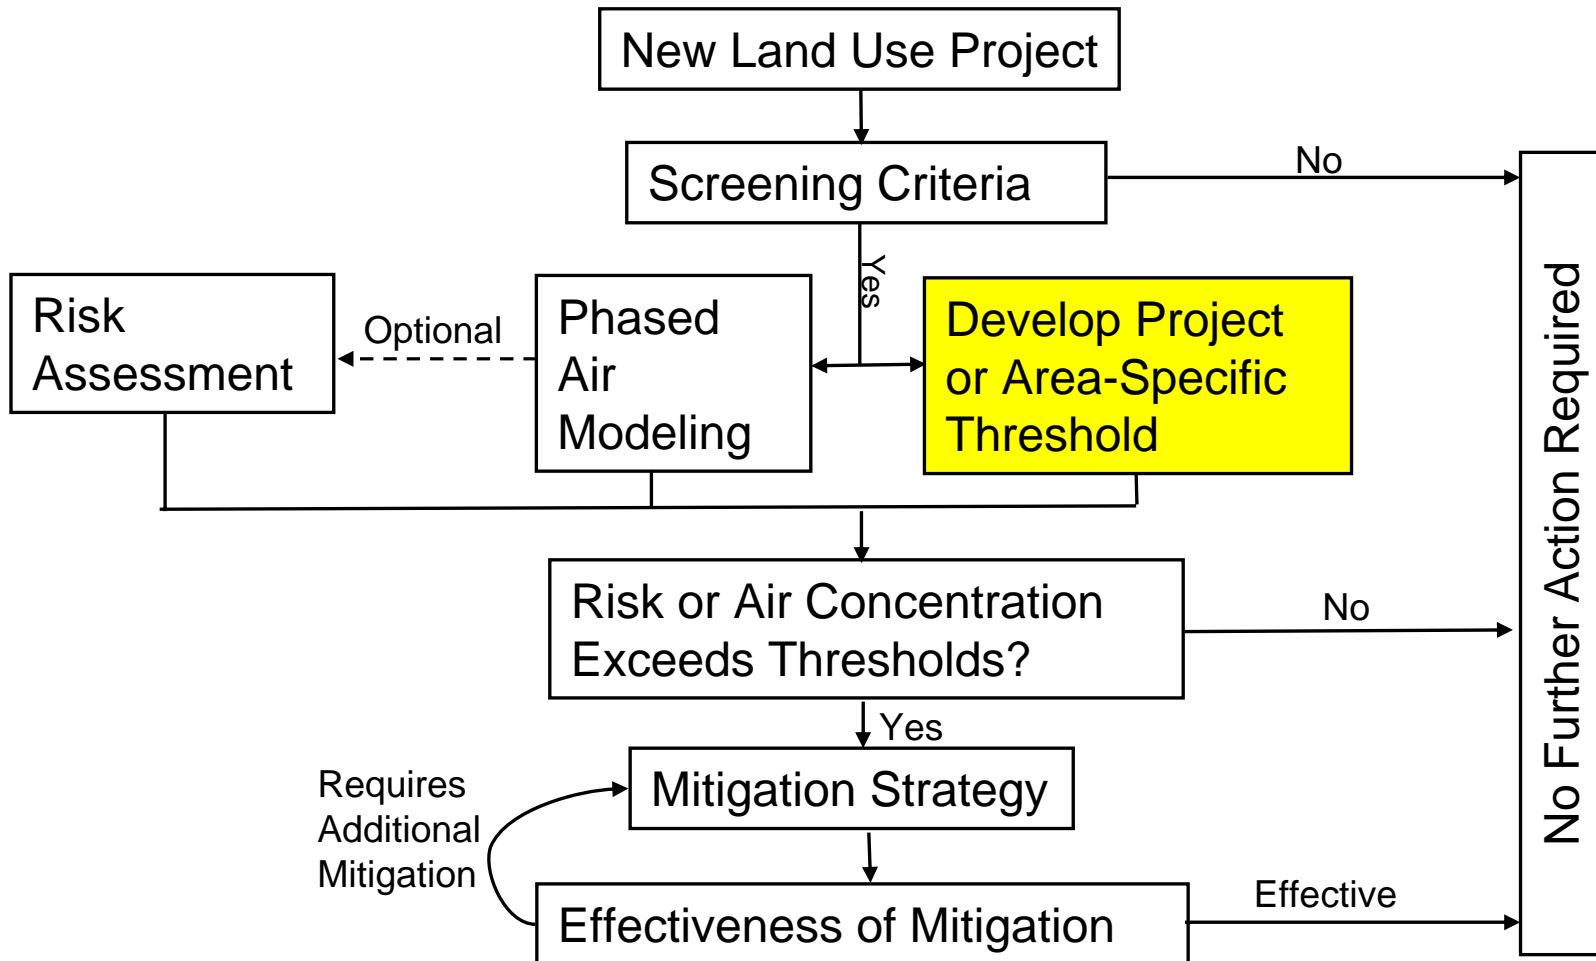 New Land Use Project
Screening Criteria
No
Yes
Risk
Assessment
Optional
Phased
Air
Modeling
Develop Project
or Area-Specific
Threshold
No Further Action Required
Risk or Air Concentration
Exceeds Thresholds?
No
Yes
Mitigation Strategy
Requires
Additional
Mitigation
Effectiveness of Mitigation
Effective